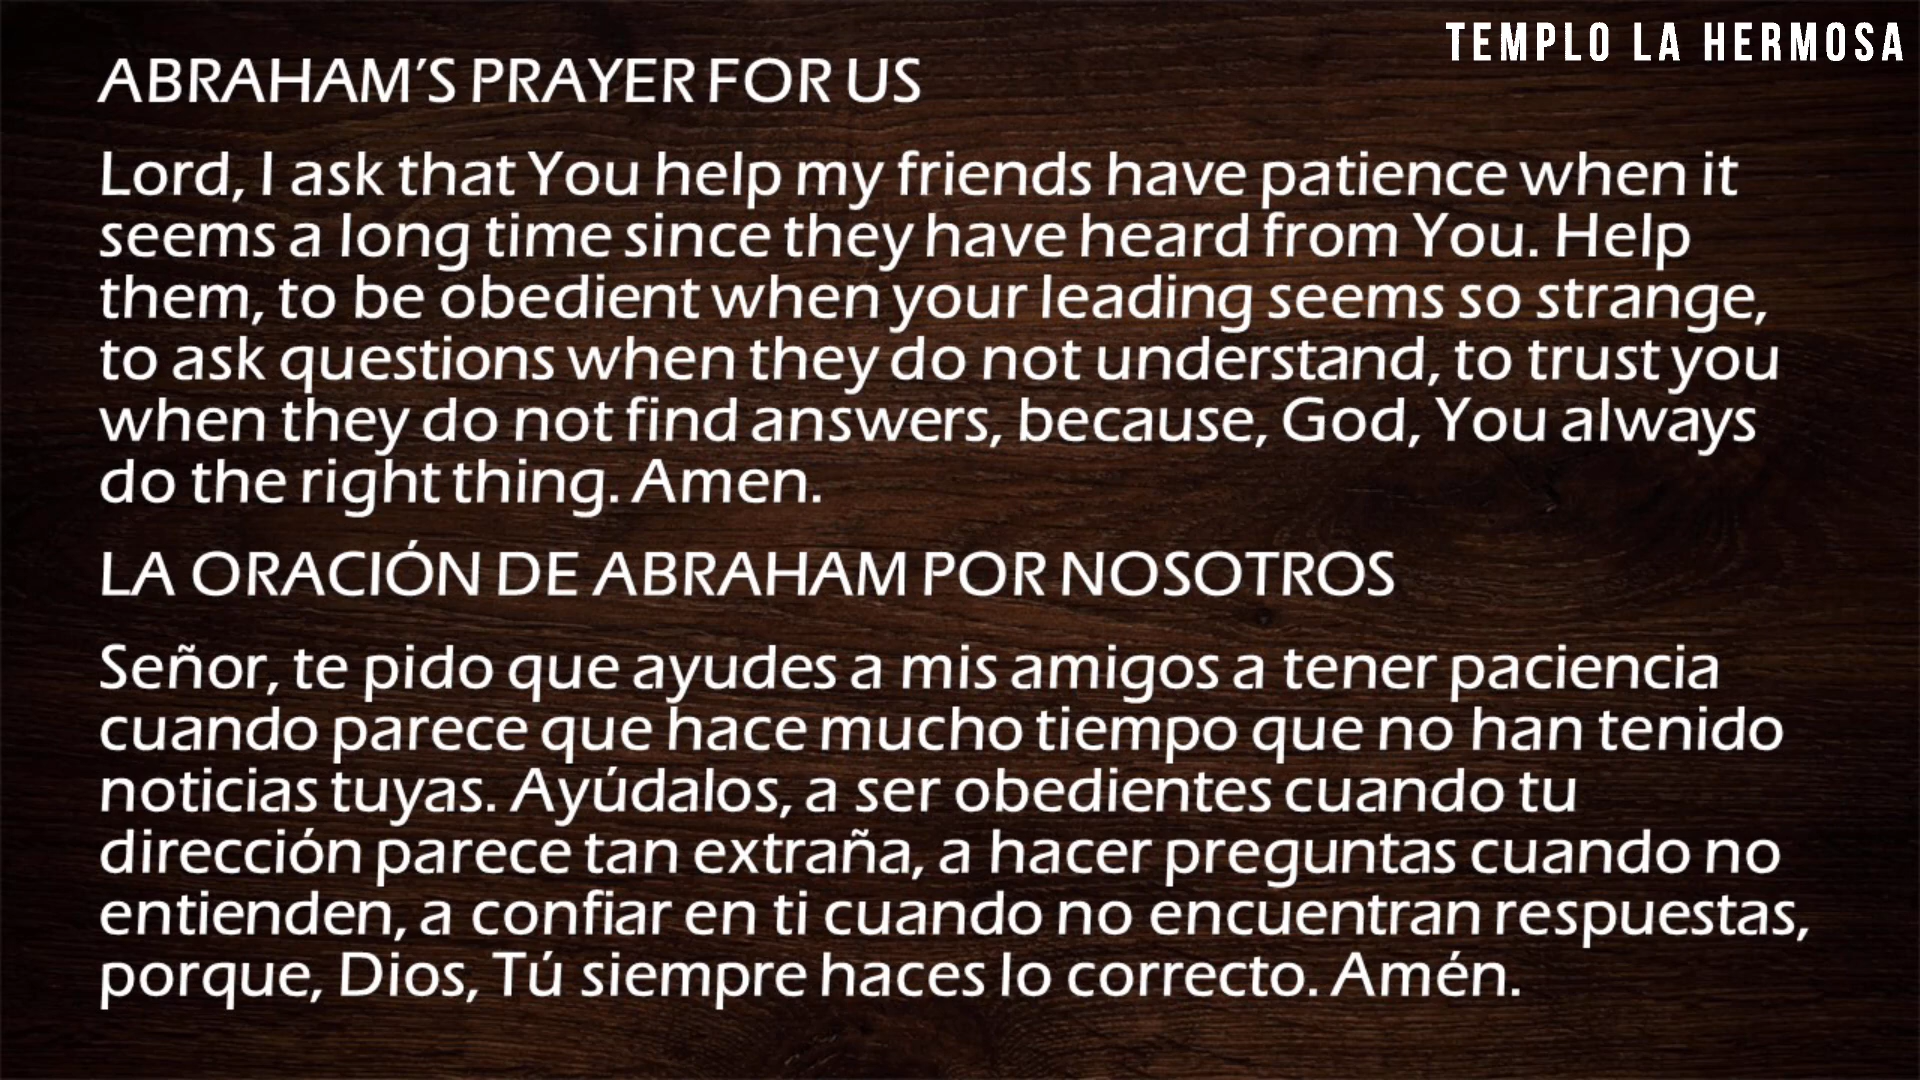 TEMPLO LA HERMOSA
ABRAHAM'S PRAYER FOR US
Lord, I ask that You help my friends have patience when it
seems a long time since they have heard from You. Help
them, to be obedient when your leading seems so strange,
to ask questions when they do not understand, to trust you
when they do not find answers, because, God, You always
do the right thing. Amen.
LA ORACIÓN DE ABRAHAM POR NOSOTROS
Señor, te pido que ayudes a mis amigos a tener paciencia
cuando parece que hace mucho tiempo que no han tenido
noticias tuyas. Ayúdalos, a ser obedientes cuando tu
dirección parece tan extraña, a hacer preguntas cuando no
entienden, a confiar en ti cuando no encuentran respuestas,
porque, Dios, Tú siempre haces lo correcto. Amén.